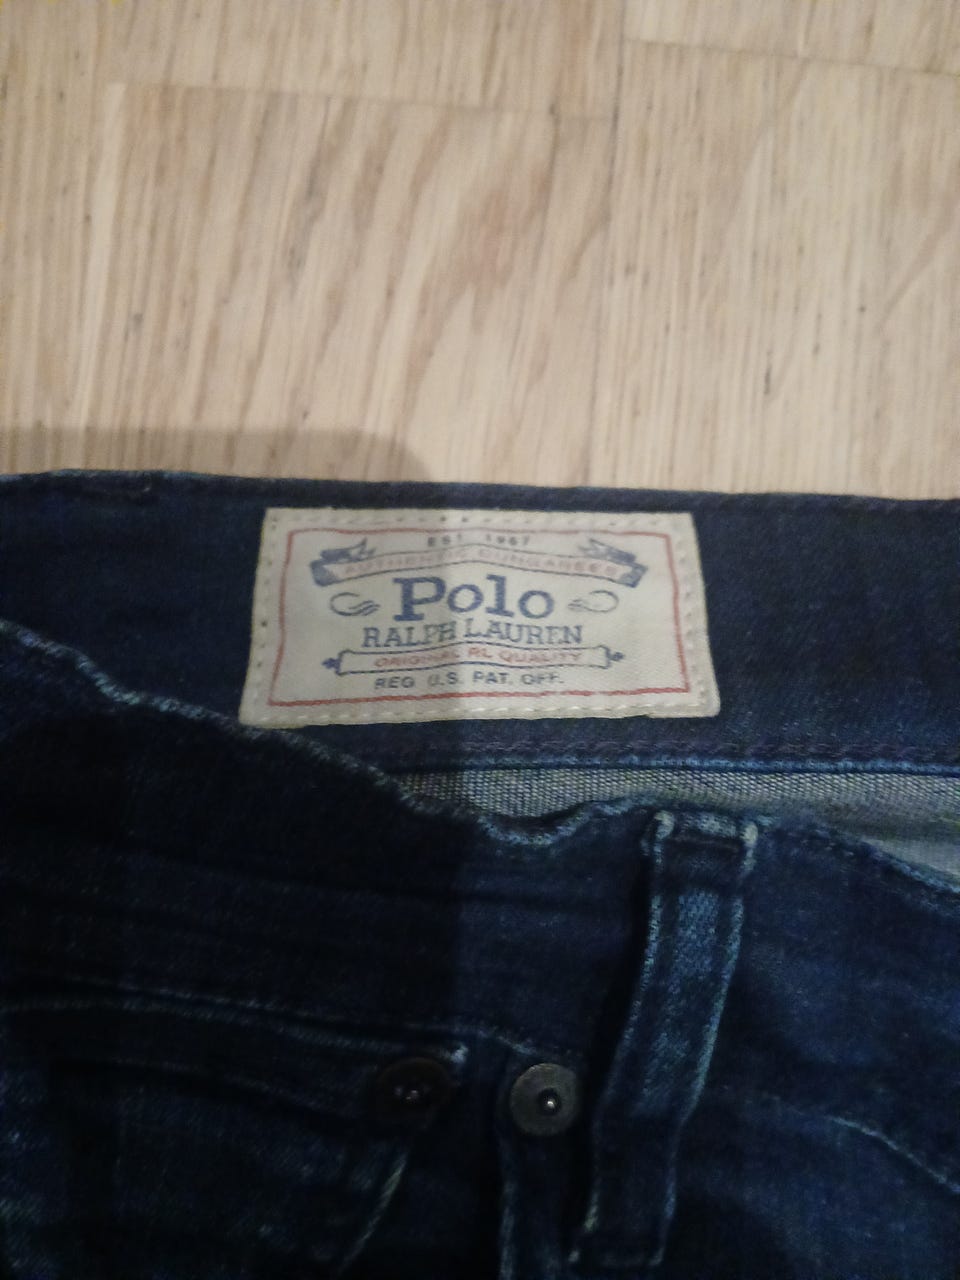 EST. 1967
AUTHENTIC DUNGAREES
Polo
RALPH LAUREN
ORIGINAL RL QUALITY
REG U.S. PAT. OFF.